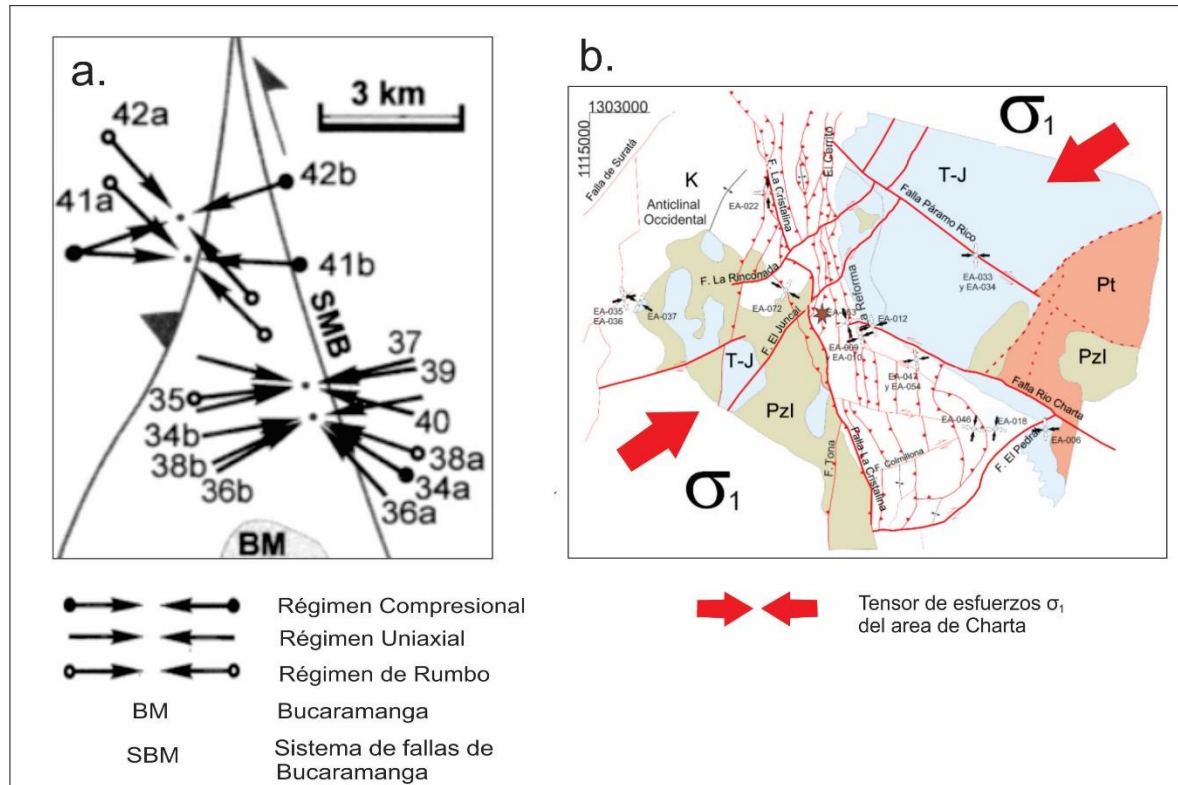 a.
3 km
42a
42b
41a
41b
SMB
37
39
35
40
34b
38b
38a
34a
36b
36a
BM
Régimen Compresional
Régimen Uniaxial
Régimen de Rumbo
BM
Bucaramanga
SBM
Sistema de fallas de
Bucaramanga
b.
1303000
1115000
σ1
Falla de Suratá
K
Anticlinal
Occidental
EA-022
F. La Cristalina
El Cerrito
T-J
Falla Páramo Rico
F. La Rinconada
EA-033
y EA-034
Pt
EA-035
EA-036
EA-037
EA-072
F. El Juncal
La Reforma
EA-012
EA-009
y EA-010
EA-047
y EA-054
T-J
PzI
PzI
Falla Rio Charta
EA-046
EA-018
EA-006
F. Tona
Falla La Cristalina
F. Colmillona
F. El Pedral
σ1
Tensor de esfuerzos σ1
del area de Charta